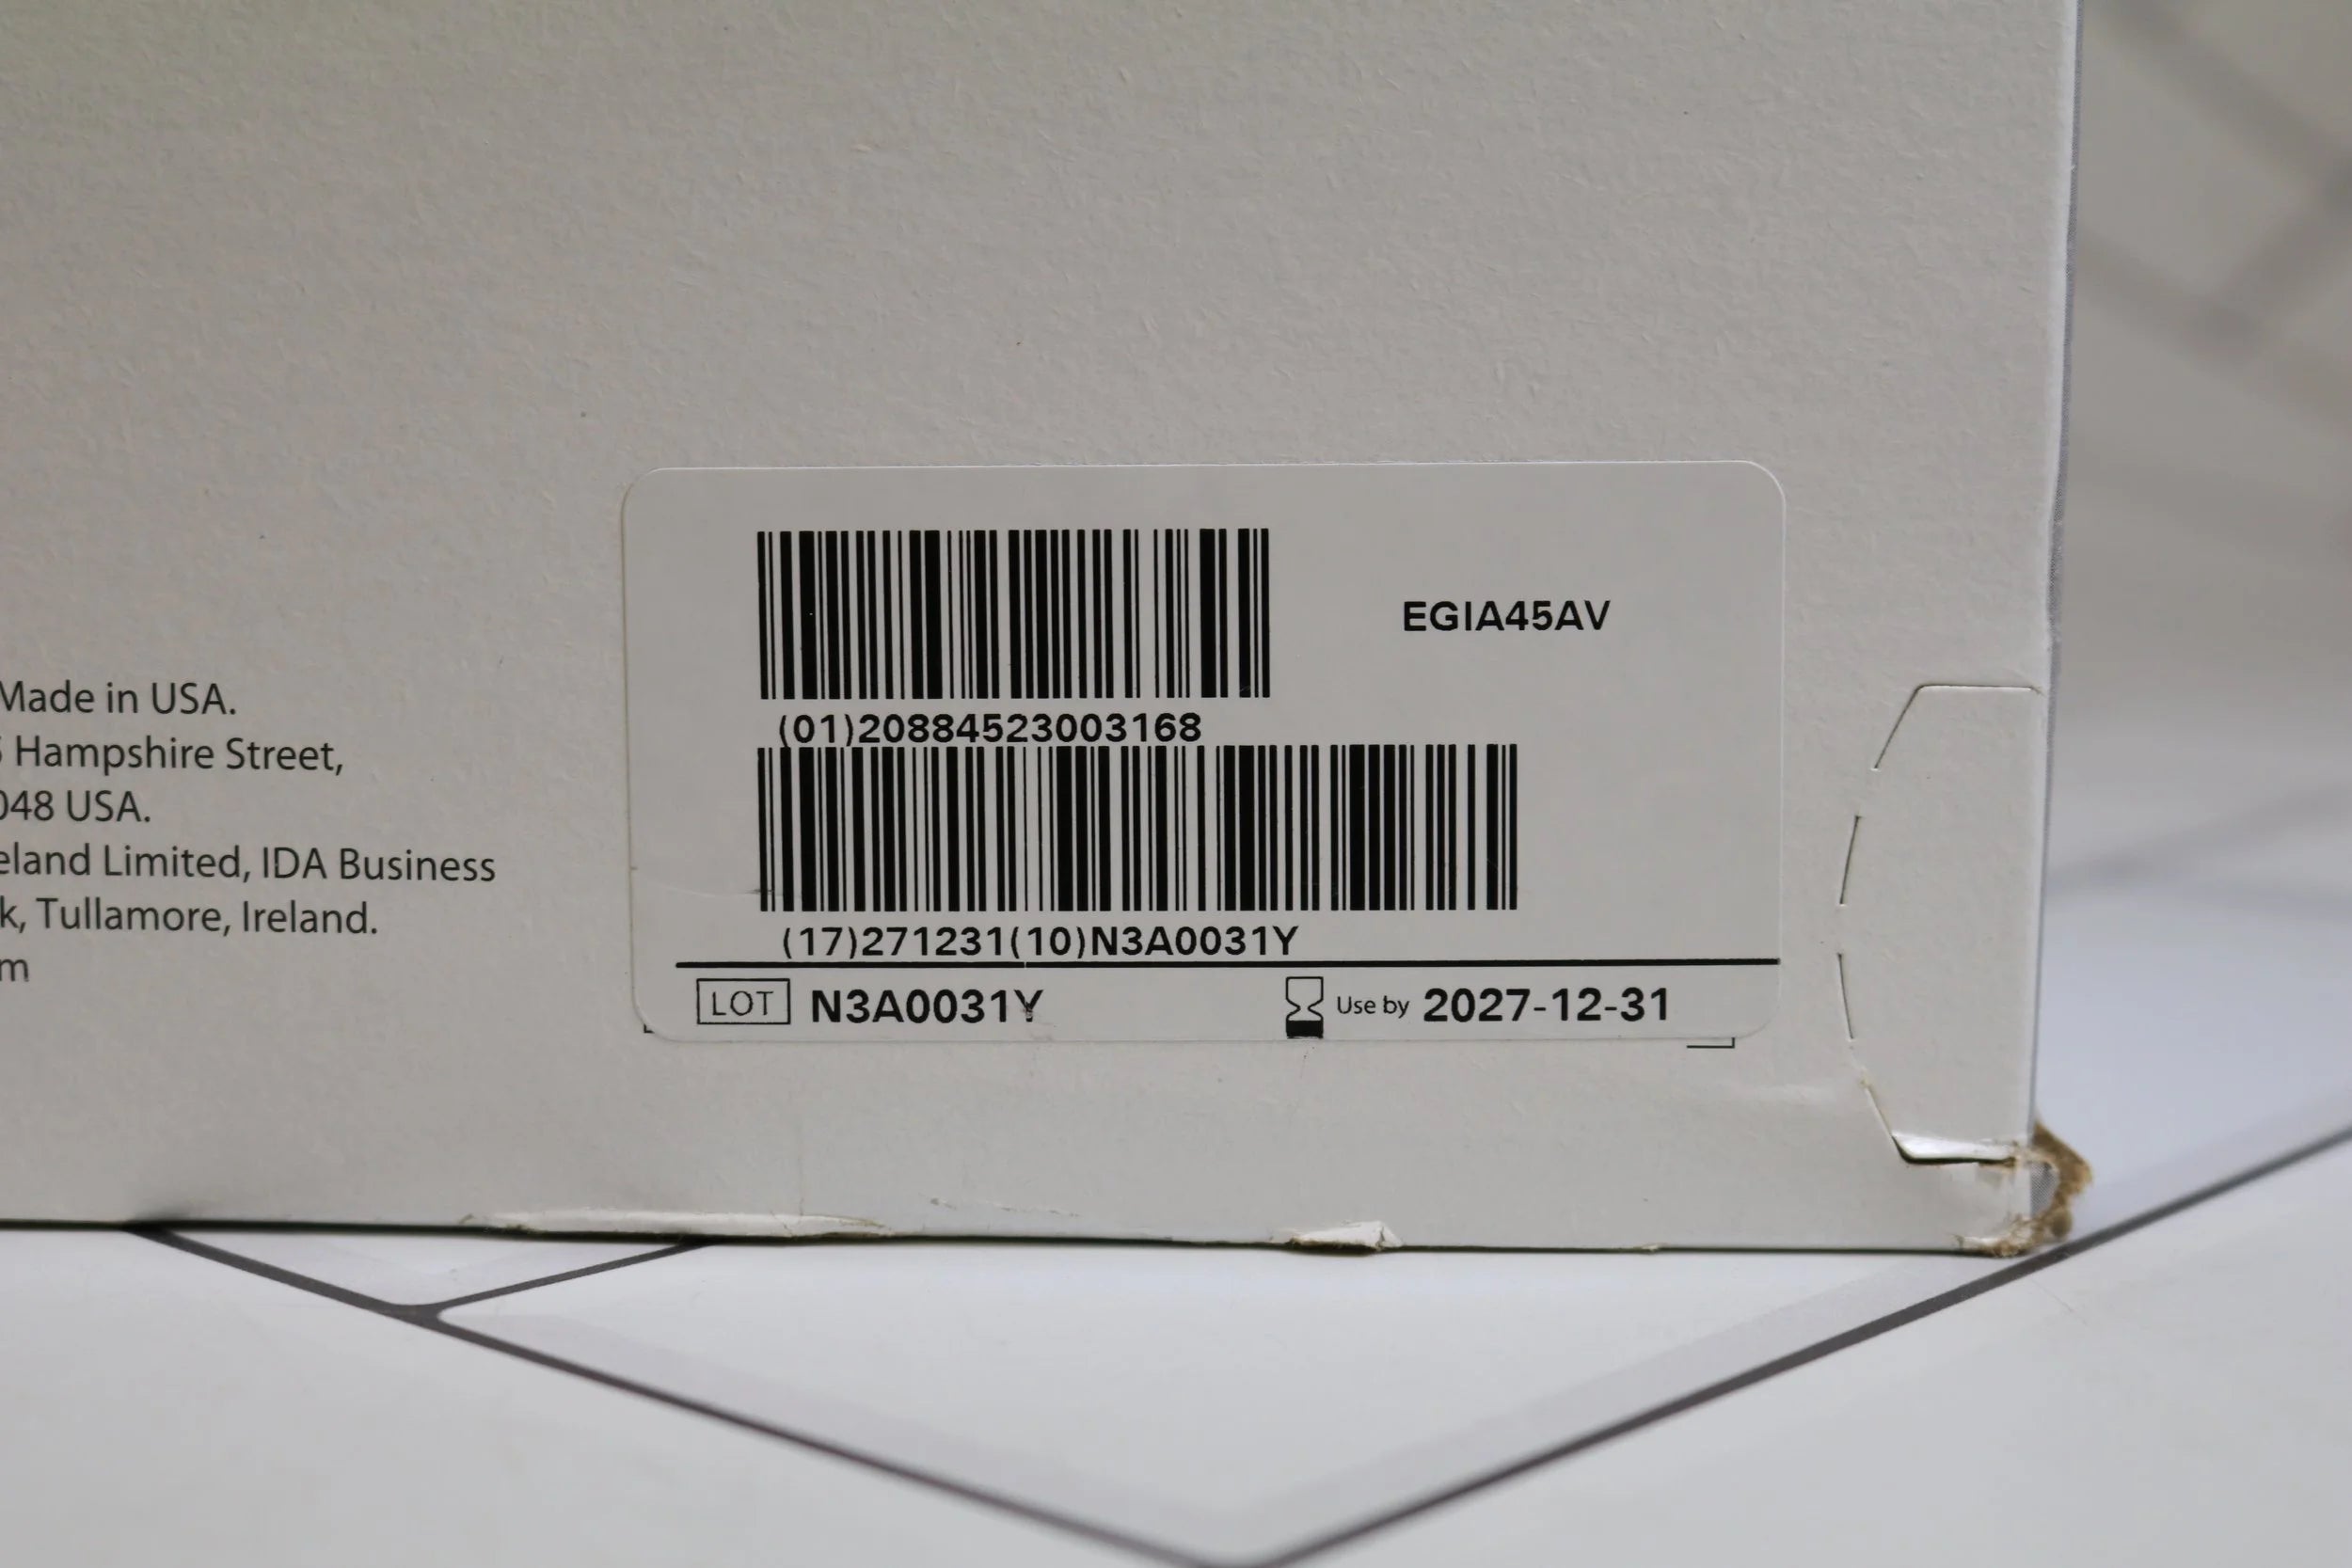 Made in USA.
Hampshire Street,
048 USA.
eland Limited, IDA Business
k, Tullamore, Ireland.
m
EGIA45AV
(01)20884523003168
(17)271231(10)N3A0031Y
LOT N3A0031Y
Use by 2027-12-31